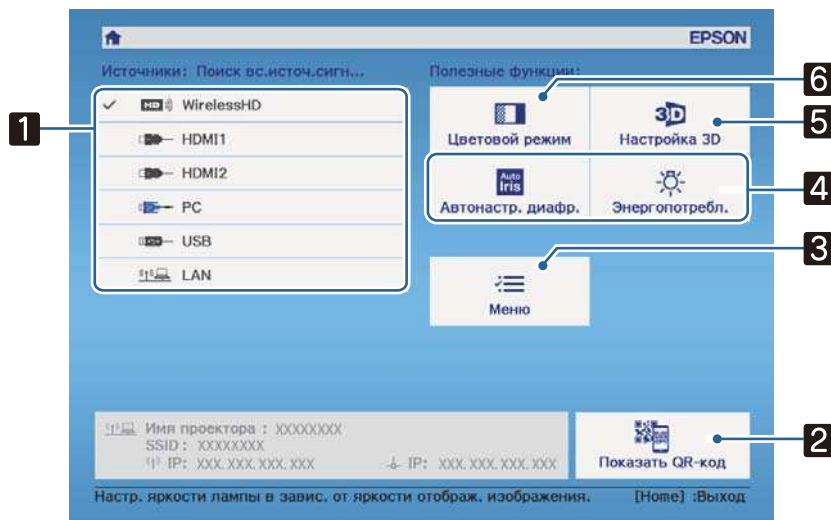 EPSON
Источники: Поиск вс.источ.сигн...
Полезные функции:
1
WirelessHD
HDMI1
HDMI2
PC
USB
LAN
6
Цветовой режим
3D
Настройка 3D
5
Auto
Iris
Автонастр. диафр.
Энергопотребл.
4
3
Меню
Имя проектора : XXXXXXXX
SSID : XXXXXXXX
IP: XXX. XXX. XXX. XXX
IP: XXX. XXX. XXX. XXX
Показать QR-код
2
Настр. яркости лампы в завис. от яркости отображ. изображения.
[Home] :Выход